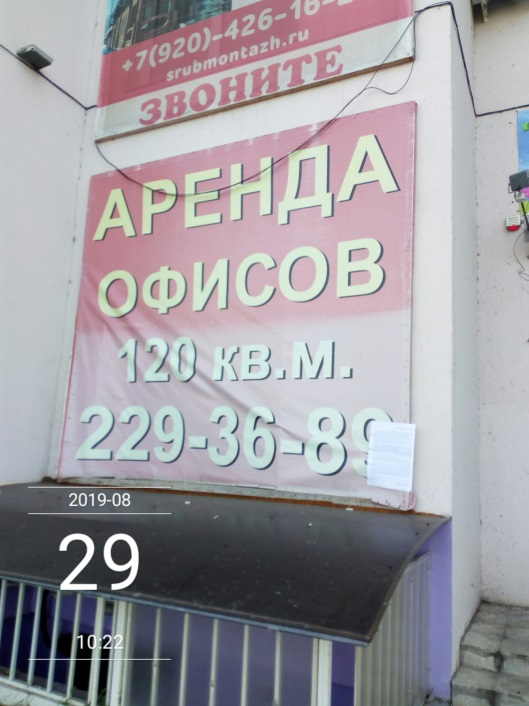 +7(920)-426-16-
srubmontazh.ru
ЗВОНИТЕ
АРЕНДА
ОФИСОВ
120 кв.м.
229-36-89
2019-08
29
10:22